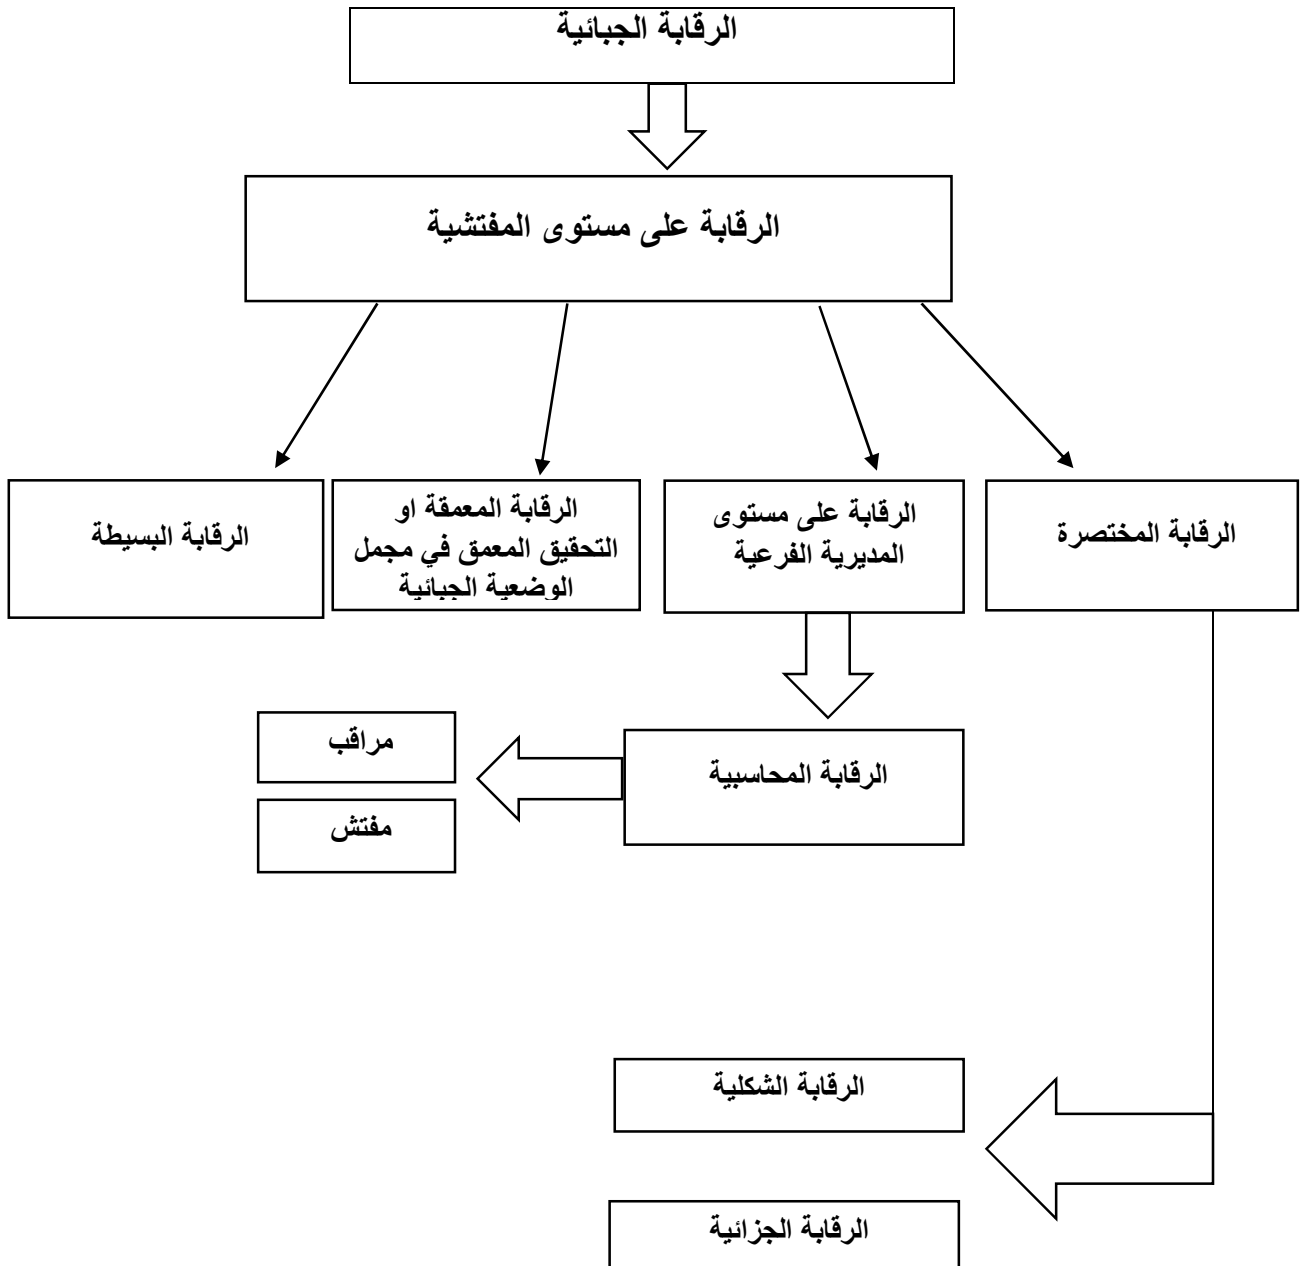 الرقابة الجبائية
الرقابة على مستوى المفتشية
الرقابة المختصرة
الرقابة على مستوى
المديرية الفرعية
الرقابة المعمقة او
التحقيق المعمق في مجمل
الوضعية الجبائية
الرقابة البسيطة
الرقابة المحاسبية
مراقب
مفتش
الرقابة الشكلية
الرقابة الجزائية